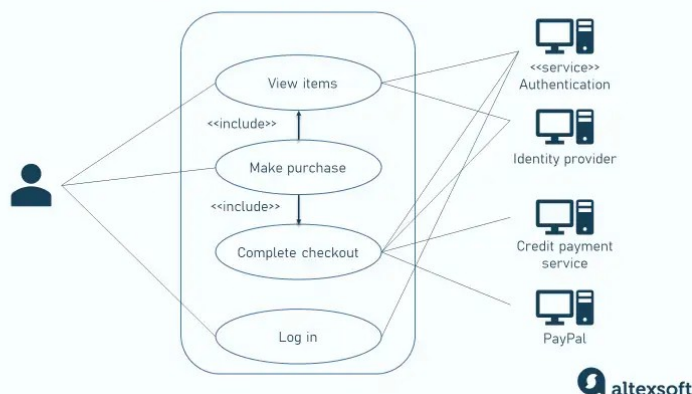 View items
<<include>>
Make purchase
<<include>>
Complete checkout
Log in
<<service>>
Authentication
Identity provider
Credit payment
service
PayPal
altexsoft